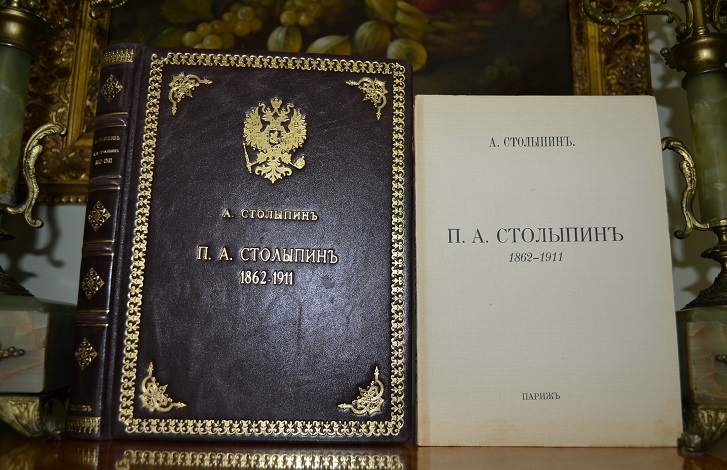 А. СТОЛЫПИНЪ
П. А. СТОЛЫПИНЪ
1862-1911
А. СТОЛЫПИНЪ.
П. А. СТОЛЫПИНЪ
1862–1911
ПАРИЖЪ